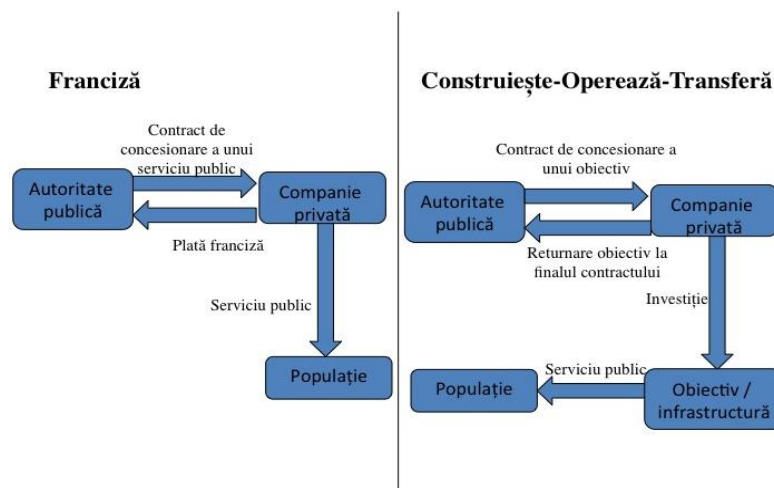 Franciză
Contract de
concesionare a unui
serviciu public
Autoritate
publică
Companie
privată
Plată franciză
Serviciu public
Populație
Construiește-Operează-Transferă
Contract de concesionare a
unui obiectiv
Autoritate
publică
Companie
privată
Returnare obiectiv la
finalul contractului
Investiție
Serviciu public
Populație
Obiectiv /
infrastructură